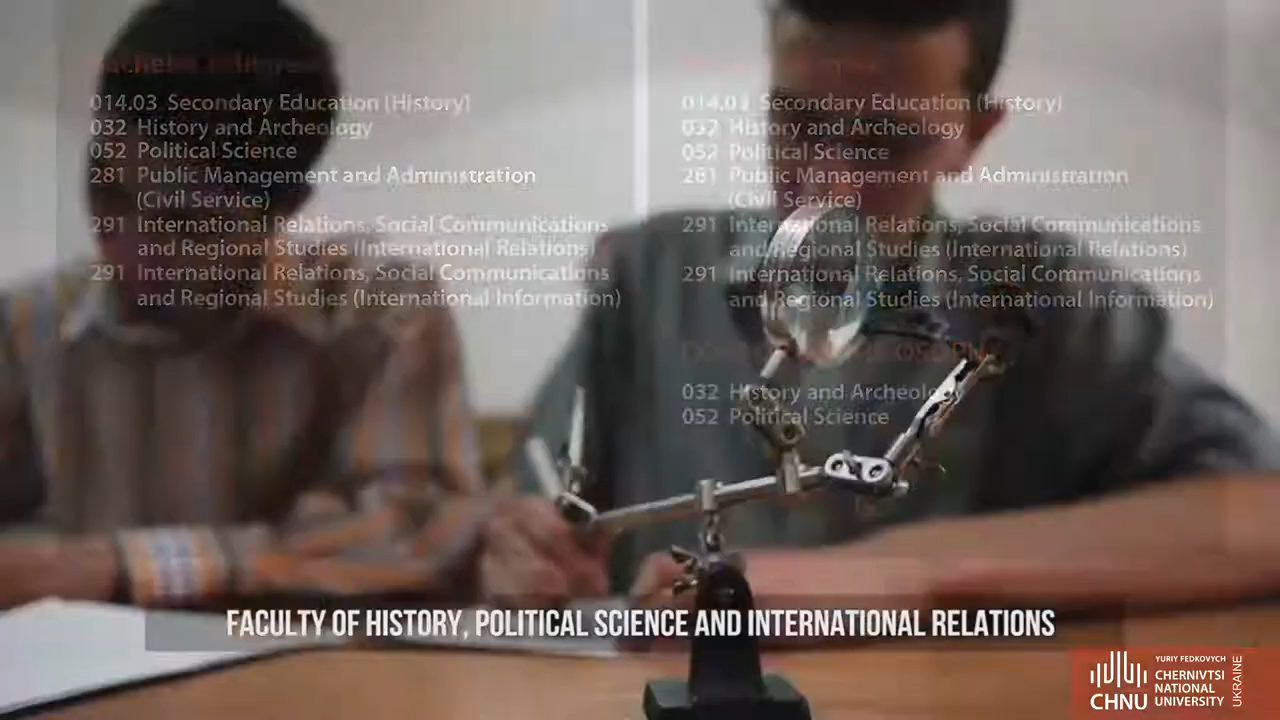 Bachelor's degree
014.03 Secondary Education (History)
032 History and Archeology
052 Political Science
281 Public Management and Administration
(Civil Service)
291 International Relations, Social Communications
and Regional Studies (International Relations)
291 International Relations, Social Communications
and Regional Studies (International Information)
014.03 Secondary Education (History)
032 History and Archeology
052 Political Science
281 Public Management and Administration
(Civil Service)
291 International Relations, Social Communications
and Regional Studies (International Relations)
291 International Relations, Social Communications
and Regional Studies (International Information)
032 History and Archeology
052 Political Science
FACULTY OF HISTORY, POLITICAL SCIENCE AND INTERNATIONAL RELATIONS
CHNU
YURIY FEDKOVYCH
CHERNIVTSI
NATIONAL
UNIVERSITY
UKRAINE